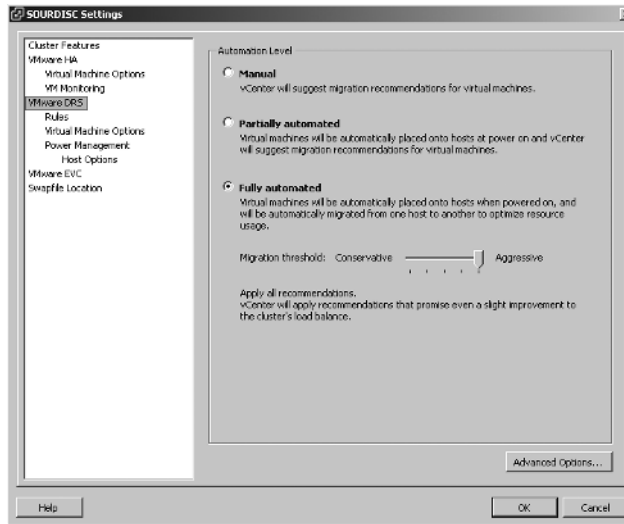 SOURDISC Settings
Cluster Features
VMware HA
Virtual Machine Options
VM Monitoring
VMware DRS
Rules
Virtual Machine Options
Power Management
Host Options
VMware EVC
Swapfile Location
Automation Level
Manual
vCenter will suggest migration recommendations for virtual machines.
Partially automated
Virtual machines will be automatically placed onto hosts at power on and vCenter
will suggest migration recommendations for virtual machines.
Fully automated
Virtual machines will be automatically placed onto hosts when powered on, and
will be automatically migrated from one host to another to optimize resource
usage.
Migration threshold: Conservative Aggressive
Apply all recommendations.
vCenter will apply recommendations that promise even a slight improvement to
the cluster's load balance.
Advanced Options...
Help OK Cancel